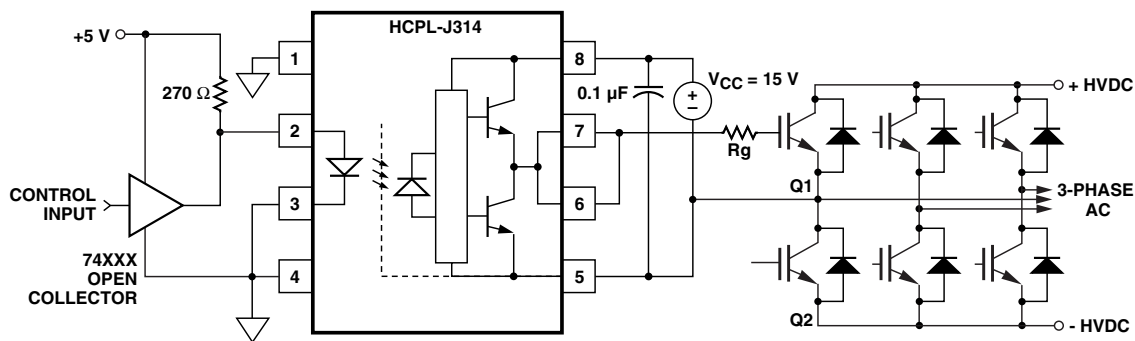 HCPL-J314
+5 V
1
8
+ HVDC
270 Ω
0.1 µF
VCC = 15 V
+
−
2
7
Rg
CONTROL
INPUT
3
6
Q1
3-PHASE
AC
74XXX
OPEN
COLLECTOR
4
5
Q2
- HVDC